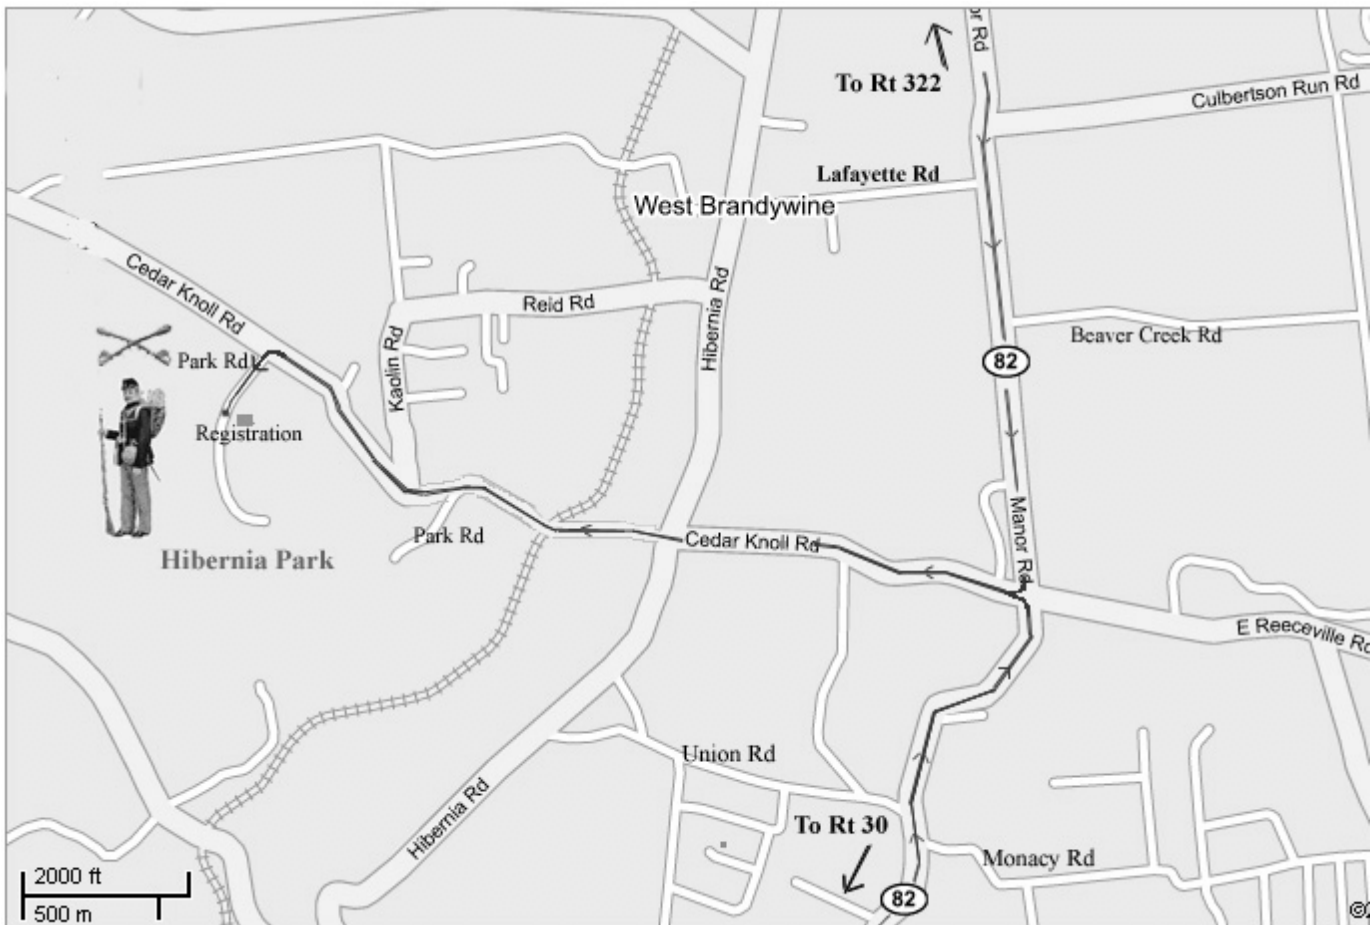 or Rd
To Rt 322
Culbertson Run Rd
Lafayette Rd
West Brandywine
Cedar Knoll Rd
Reid Rd
Hibernia Rd
Beaver Creek Rd
Park Rd
Kaolin Rd
82
Registration
Manor Rd
Park Rd
Cedar Knoll Rd
Hibernia Park
E Reeceville Rd
Union Rd
Hibernia Rd
To Rt 30
Monacy Rd
2000 ft
82
500 m
©